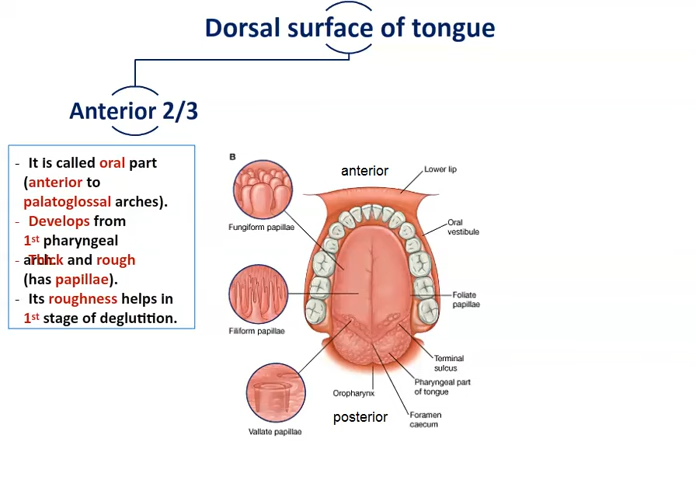 Dorsal surface of tongue
Anterior 2/3
- It is called oral part
(anterior to
palatoglossal arches).
- Develops from
1st pharyngeal
arch.
- Thick and rough
(has papillae).
- Its roughness helps in
1st stage of deglutition.
B
anterior
Lower lip
Fungiform papillae
Oral
vestibule
Filiform papillae
Foliate
papillae
Terminal
sulcus
Pharyngeal part
of tongue
Oropharynx
Foramen
caecum
posterior
Vallate papillae